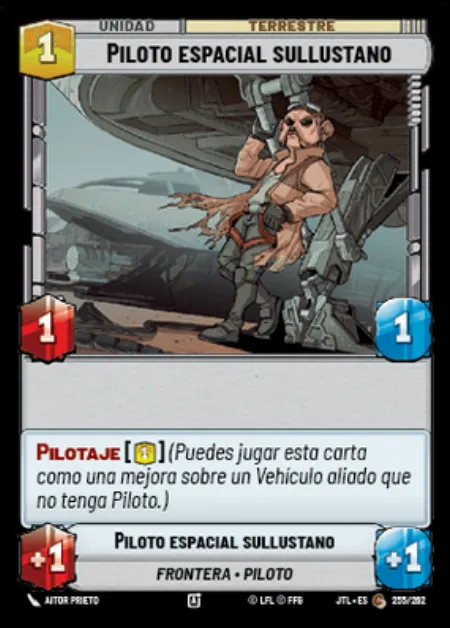 UNIDAD
TERRESTRE
1
PILOTO ESPACIAL SULLUSTANO
1
1
PILOTAJE [1] (Puedes jugar esta carta
como una mejora sobre un Vehículo aliado que
no tenga Piloto.)
+1
PILOTO ESPACIAL SULLUSTANO
+1
FRONTERA • PILOTO
AITOR PRIETO
A
© LFL © FFG
JTL • ES
C
255/262